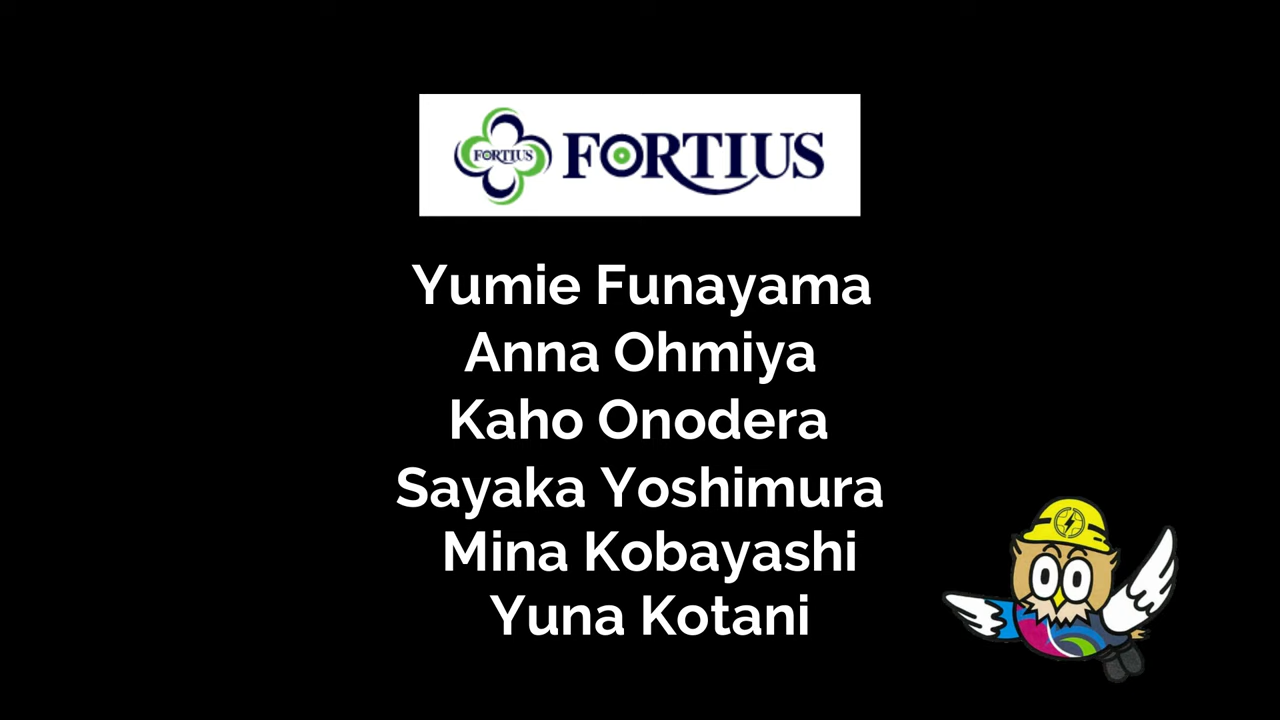 FORTIUS FORTIUS
Yumie Funayama
Anna Ohmiya
Kaho Onodera
Sayaka Yoshimura
Mina Kobayashi
Yuna Kotani